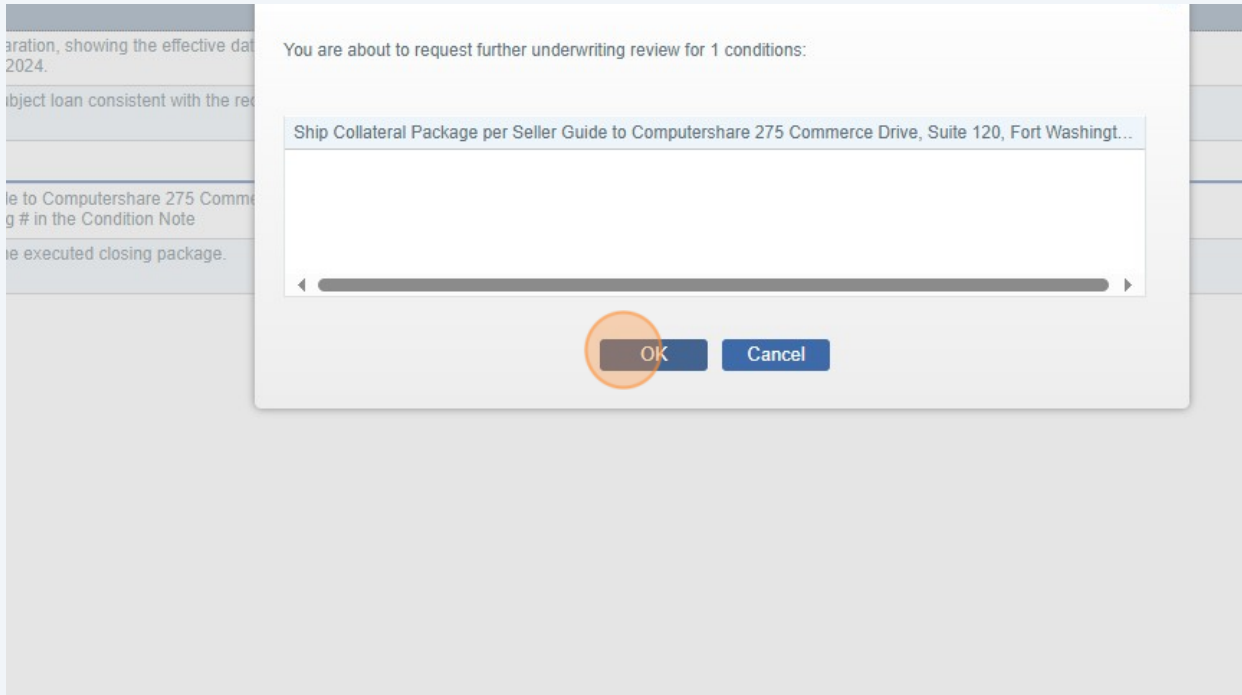 You are about to request further underwriting review for 1 conditions:
Ship Collateral Package per Seller Guide to Computershare 275 Commerce Drive, Suite 120, Fort Washingt...
OK Cancel
aration, showing the effective dat
2024.
bject loan consistent with the rec
le to Computershare 275 Comme
g # in the Condition Note
e executed closing package.